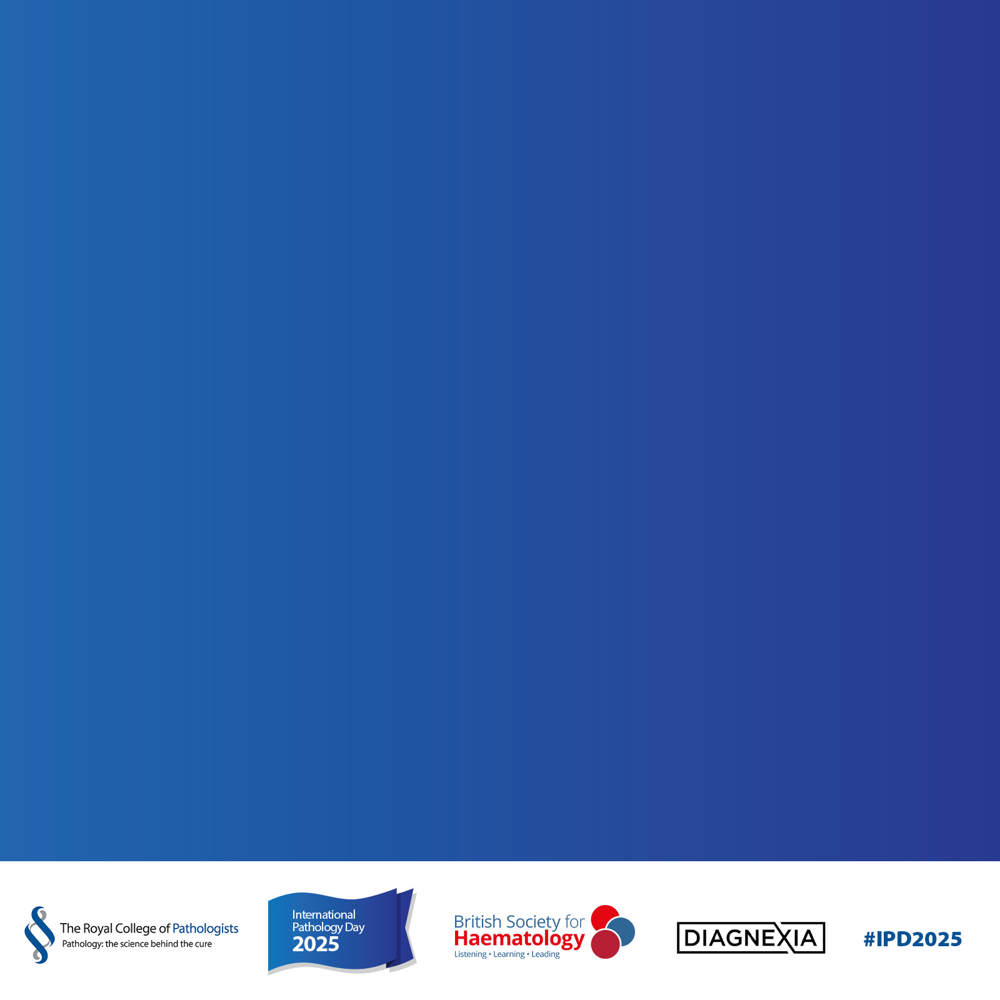 The Royal College of Pathologists
Pathology: the science behind the cure
International
Pathology Day
2025
British Society for
Haematology
Listening • Learning • Leading
DIAGNEXIA
#IPD2025